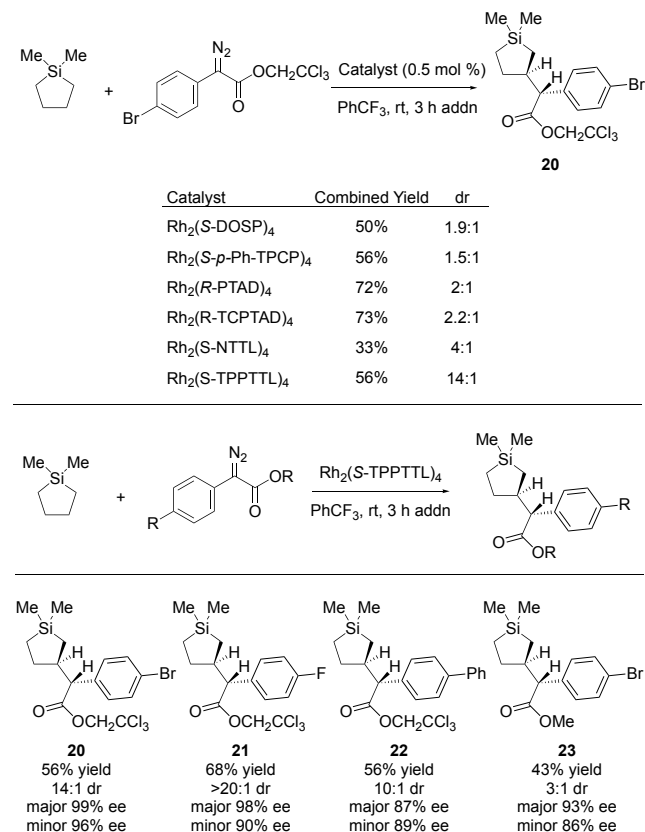 Me Me
Si
N2
OCH2CCl3
O
Br
+
Catalyst (0.5 mol %)
PhCF3, rt, 3 h addn
Me Me
Si
H
H
Br
O
OCH2CCl3
20
Catalyst Combined Yield dr
Rh2(S-DOSP)4 50% 1.9:1
Rh2(S-p-Ph-TPCP)4 56% 1.5:1
Rh2(R-PTAD)4 72% 2:1
Rh2(R-TCPTAD)4 73% 2.2:1
Rh2(S-NTTL)4 33% 4:1
Rh2(S-TPPTTL)4 56% 14:1
Me Me
Si
+
N2
OR
O
R
Rh2(S-TPPTTL)4
PhCF3, rt, 3 h addn
Me Me
Si
H
H
R
O
OR
Me Me
Si
H
H
Br
O
OCH2CCl3
20
56% yield
14:1 dr
major 99% ee
minor 96% ee
Me Me
Si
H
H
F
O
OCH2CCl3
21
68% yield
>20:1 dr
major 98% ee
minor 90% ee
Me Me
Si
H
H
Ph
O
OCH2CCl3
22
56% yield
10:1 dr
major 87% ee
minor 89% ee
Me Me
Si
H
H
Br
O
OMe
23
43% yield
3:1 dr
major 93% ee
minor 86% ee